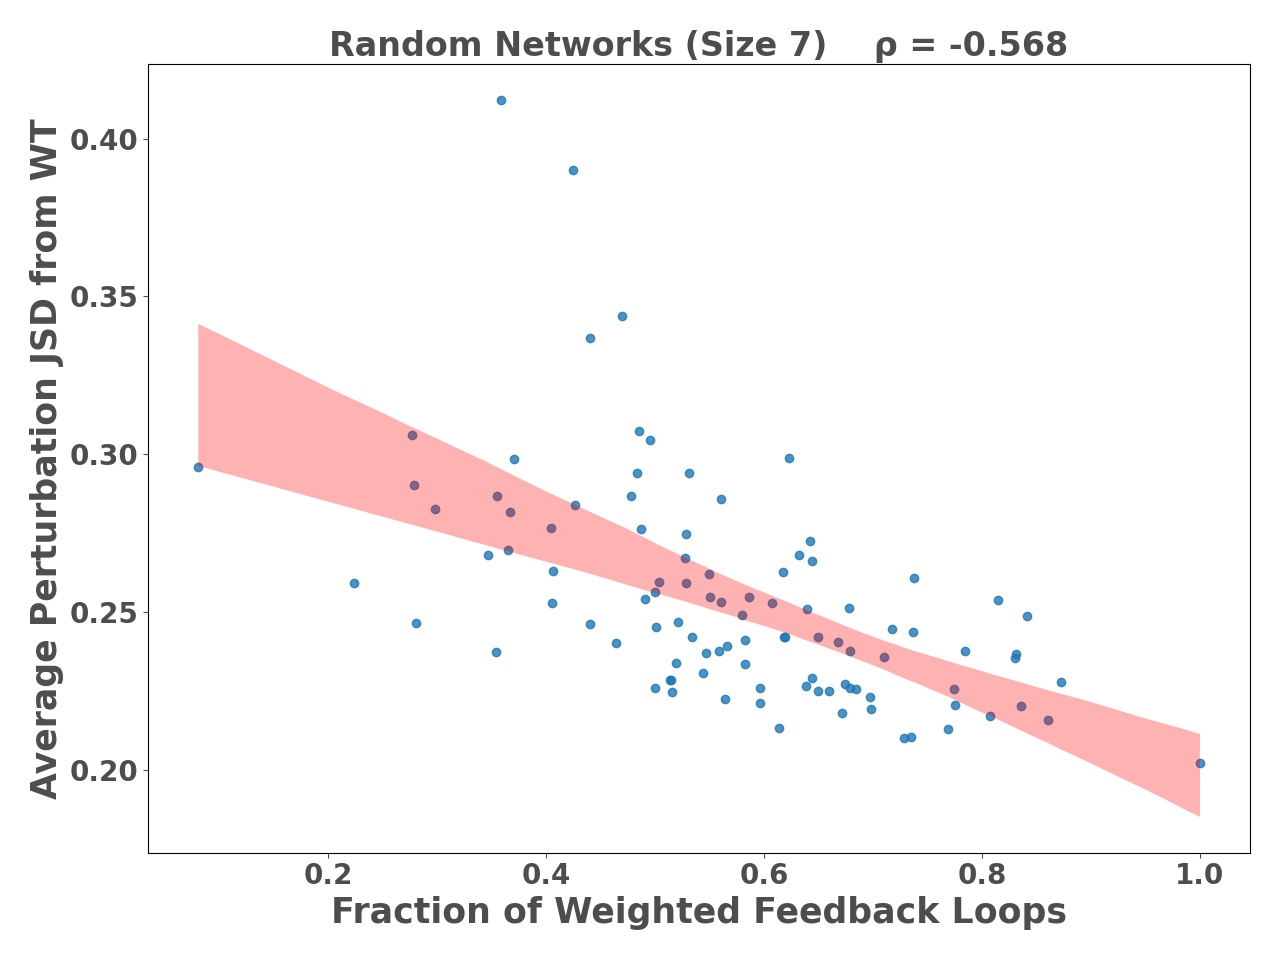 Random Networks (Size 7) ρ = -0.568
Average Perturbation JSD from WT
0.40
0.35
0.30
0.25
0.20
0.2 0.4 0.6 0.8 1.0
Fraction of Weighted Feedback Loops